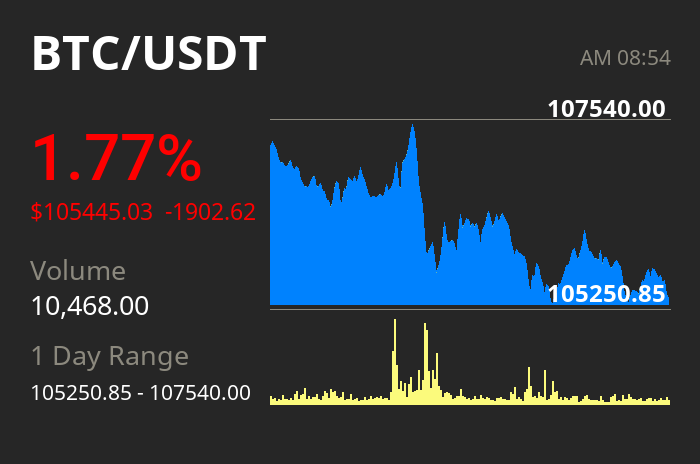 BTC/USDT
AM 08:54
107540.00
1.77%
$105445.03 -1902.62
Volume
10,468.00
105250.85
1 Day Range
105250.85 - 107540.00